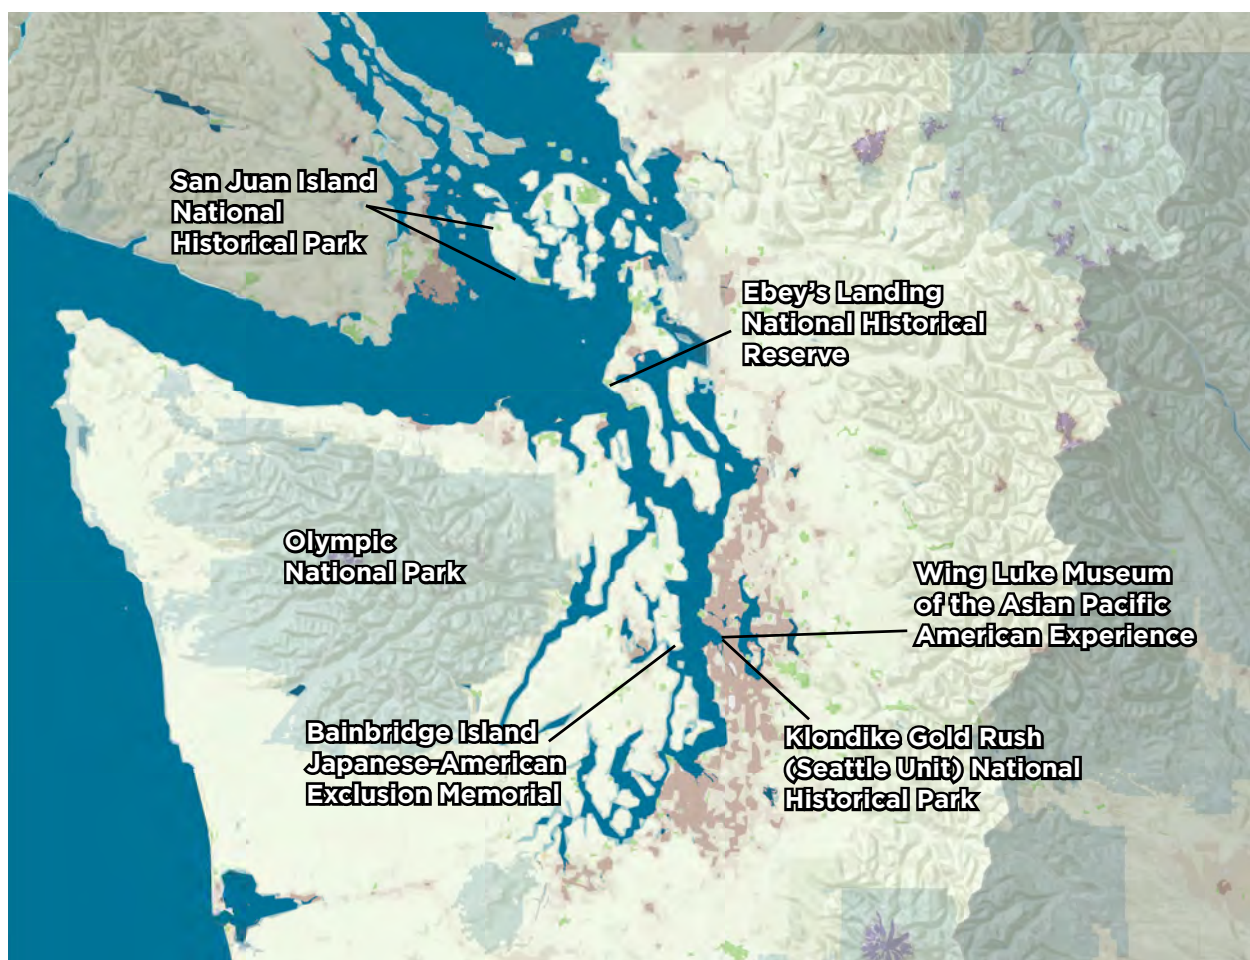 San Juan Island
National
Historical Park
Ebey's Landing
National Historical
Reserve
Olympic
National Park
Wing Luke Museum
of the Asian Pacific
American Experience
Bainbridge Island
Japanese-American
Exclusion Memorial
Klondike Gold Rush
(Seattle Unit) National
Historical Park